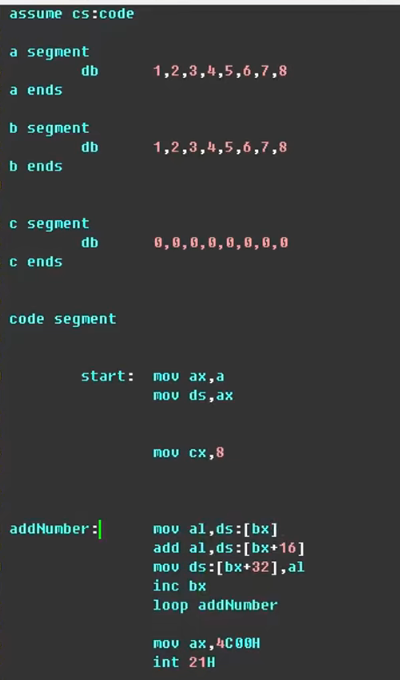 assume cs:code
a segment
db 1,2,3,4,5,6,7,8
a ends
b segment
db 1,2,3,4,5,6,7,8
b ends
c segment
db 0,0,0,0,0,0,0,0
c ends
code segment
start: mov ax,a
mov ds,ax
mov cx,8
addNumber: mov al,ds:[bx]
add al,ds:[bx+16]
mov ds:[bx+32],al
inc bx
loop addNumber
mov ax,4C00H
int 21H